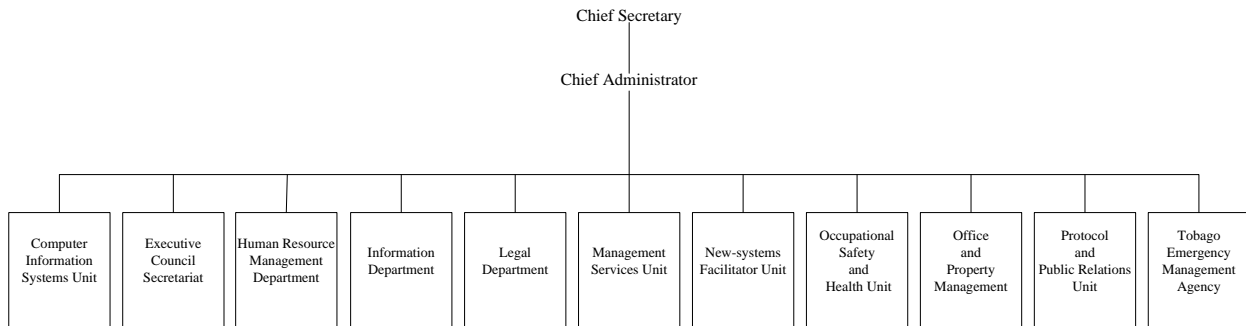 Chief Secretary
Chief Administrator
Computer
Information
Systems Unit
Executive
Council
Secretariat
Human Resource
Management
Department
Information
Department
Legal
Department
Management
Services Unit
New-systems
Facilitator Unit
Occupational
Safety
and
Health Unit
Office
and
Property
Management
Protocol
and
Public Relations
Unit
Tobago
Emergency
Management
Agency